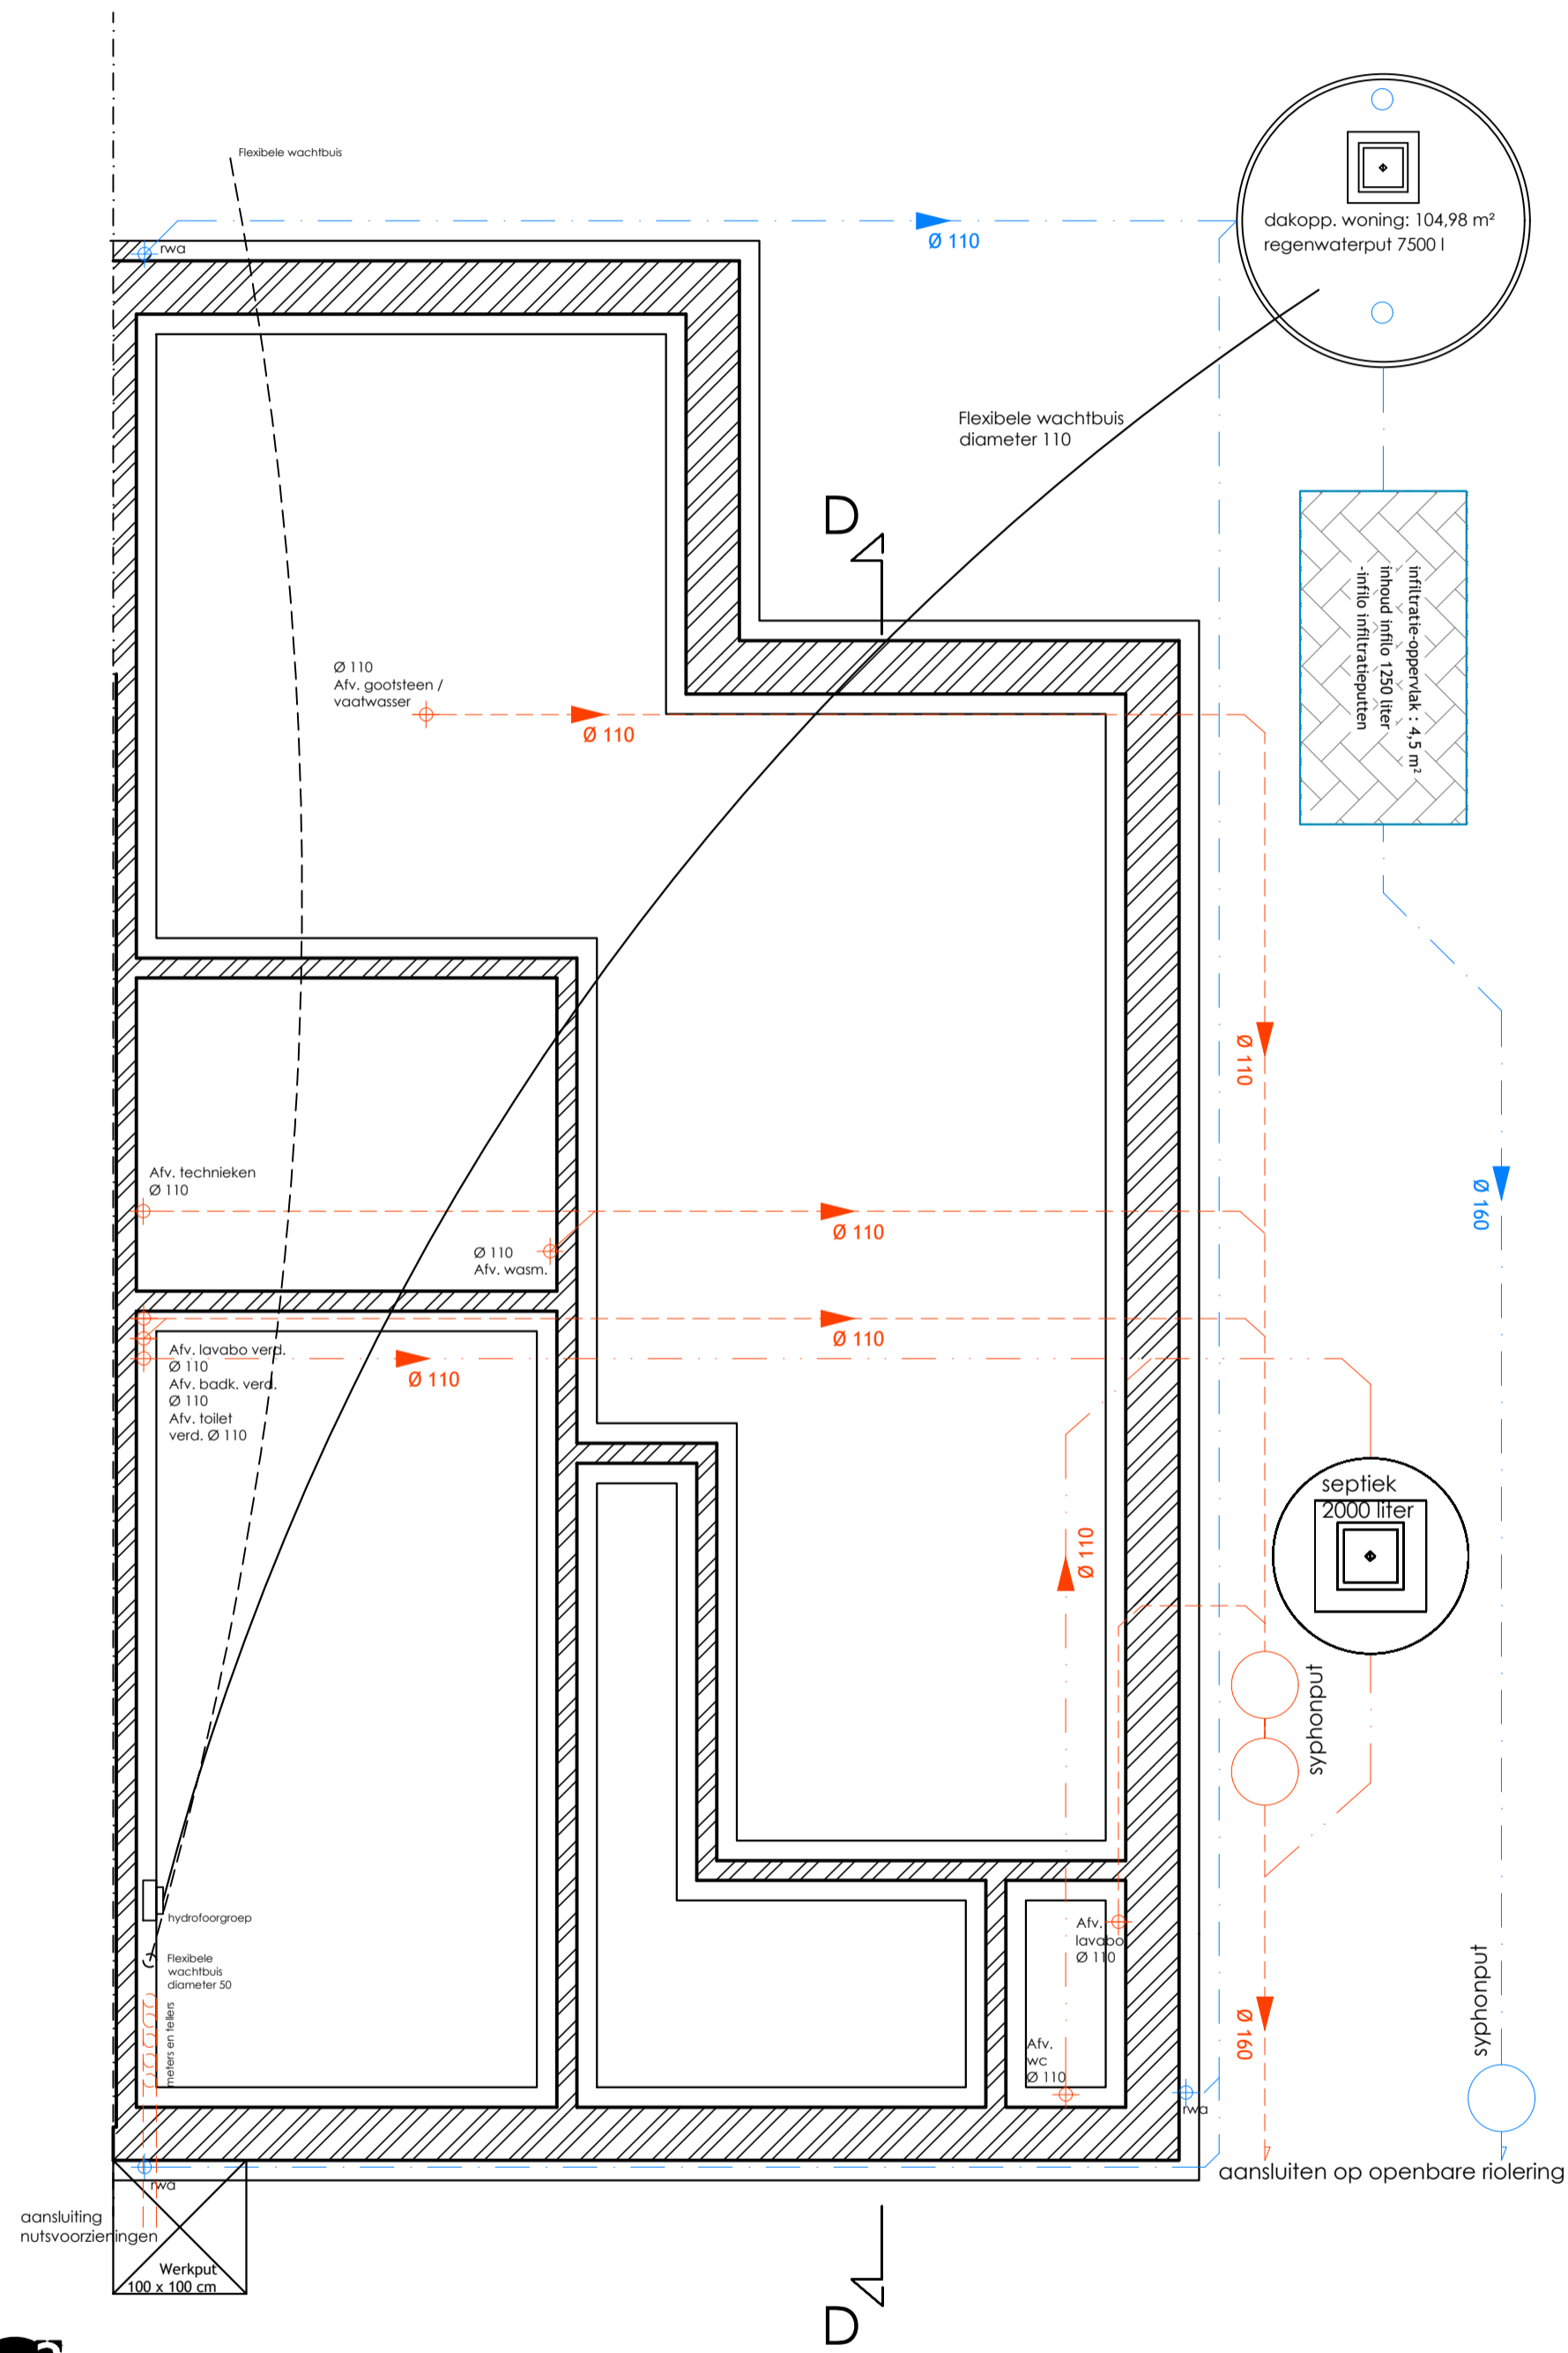 Flexibele wachtbuis
rwa
Ø 110
dakopp. woning: 104,98 m²
regenwaterput 7500 l
Flexibele wachtbuis
diameter 110
D
infiltratie-oppervlak : 4,5 m²
inhoud infilo 1250 liter
-infilo infiltratieputten
Ø 110
Afv. gootsteen /
vaatwasser
Ø 110
Ø 110
Afv. technieken
Ø 110
Ø 110
Ø 160
Ø 110
Afv. wasm.
Ø 110
Afv. lavabo verd.
Ø 110
Afv. badk. verd.
Ø 110
Afv. toilet
verd. Ø 110
Ø 110
septiek
2000 liter
Ø 110
syphonput
hydrofoorgroep
Flexibele
wachtbuis
diameter 50
meters en tellers
Afv.
lavabo
Ø 110
Afv.
wc
Ø 110
Ø 160
syphonput
rwa
rwa
aansluiten op openbare riolering
aansluiting
nutsvoorzieningen
Werkput
100 x 100 cm
D